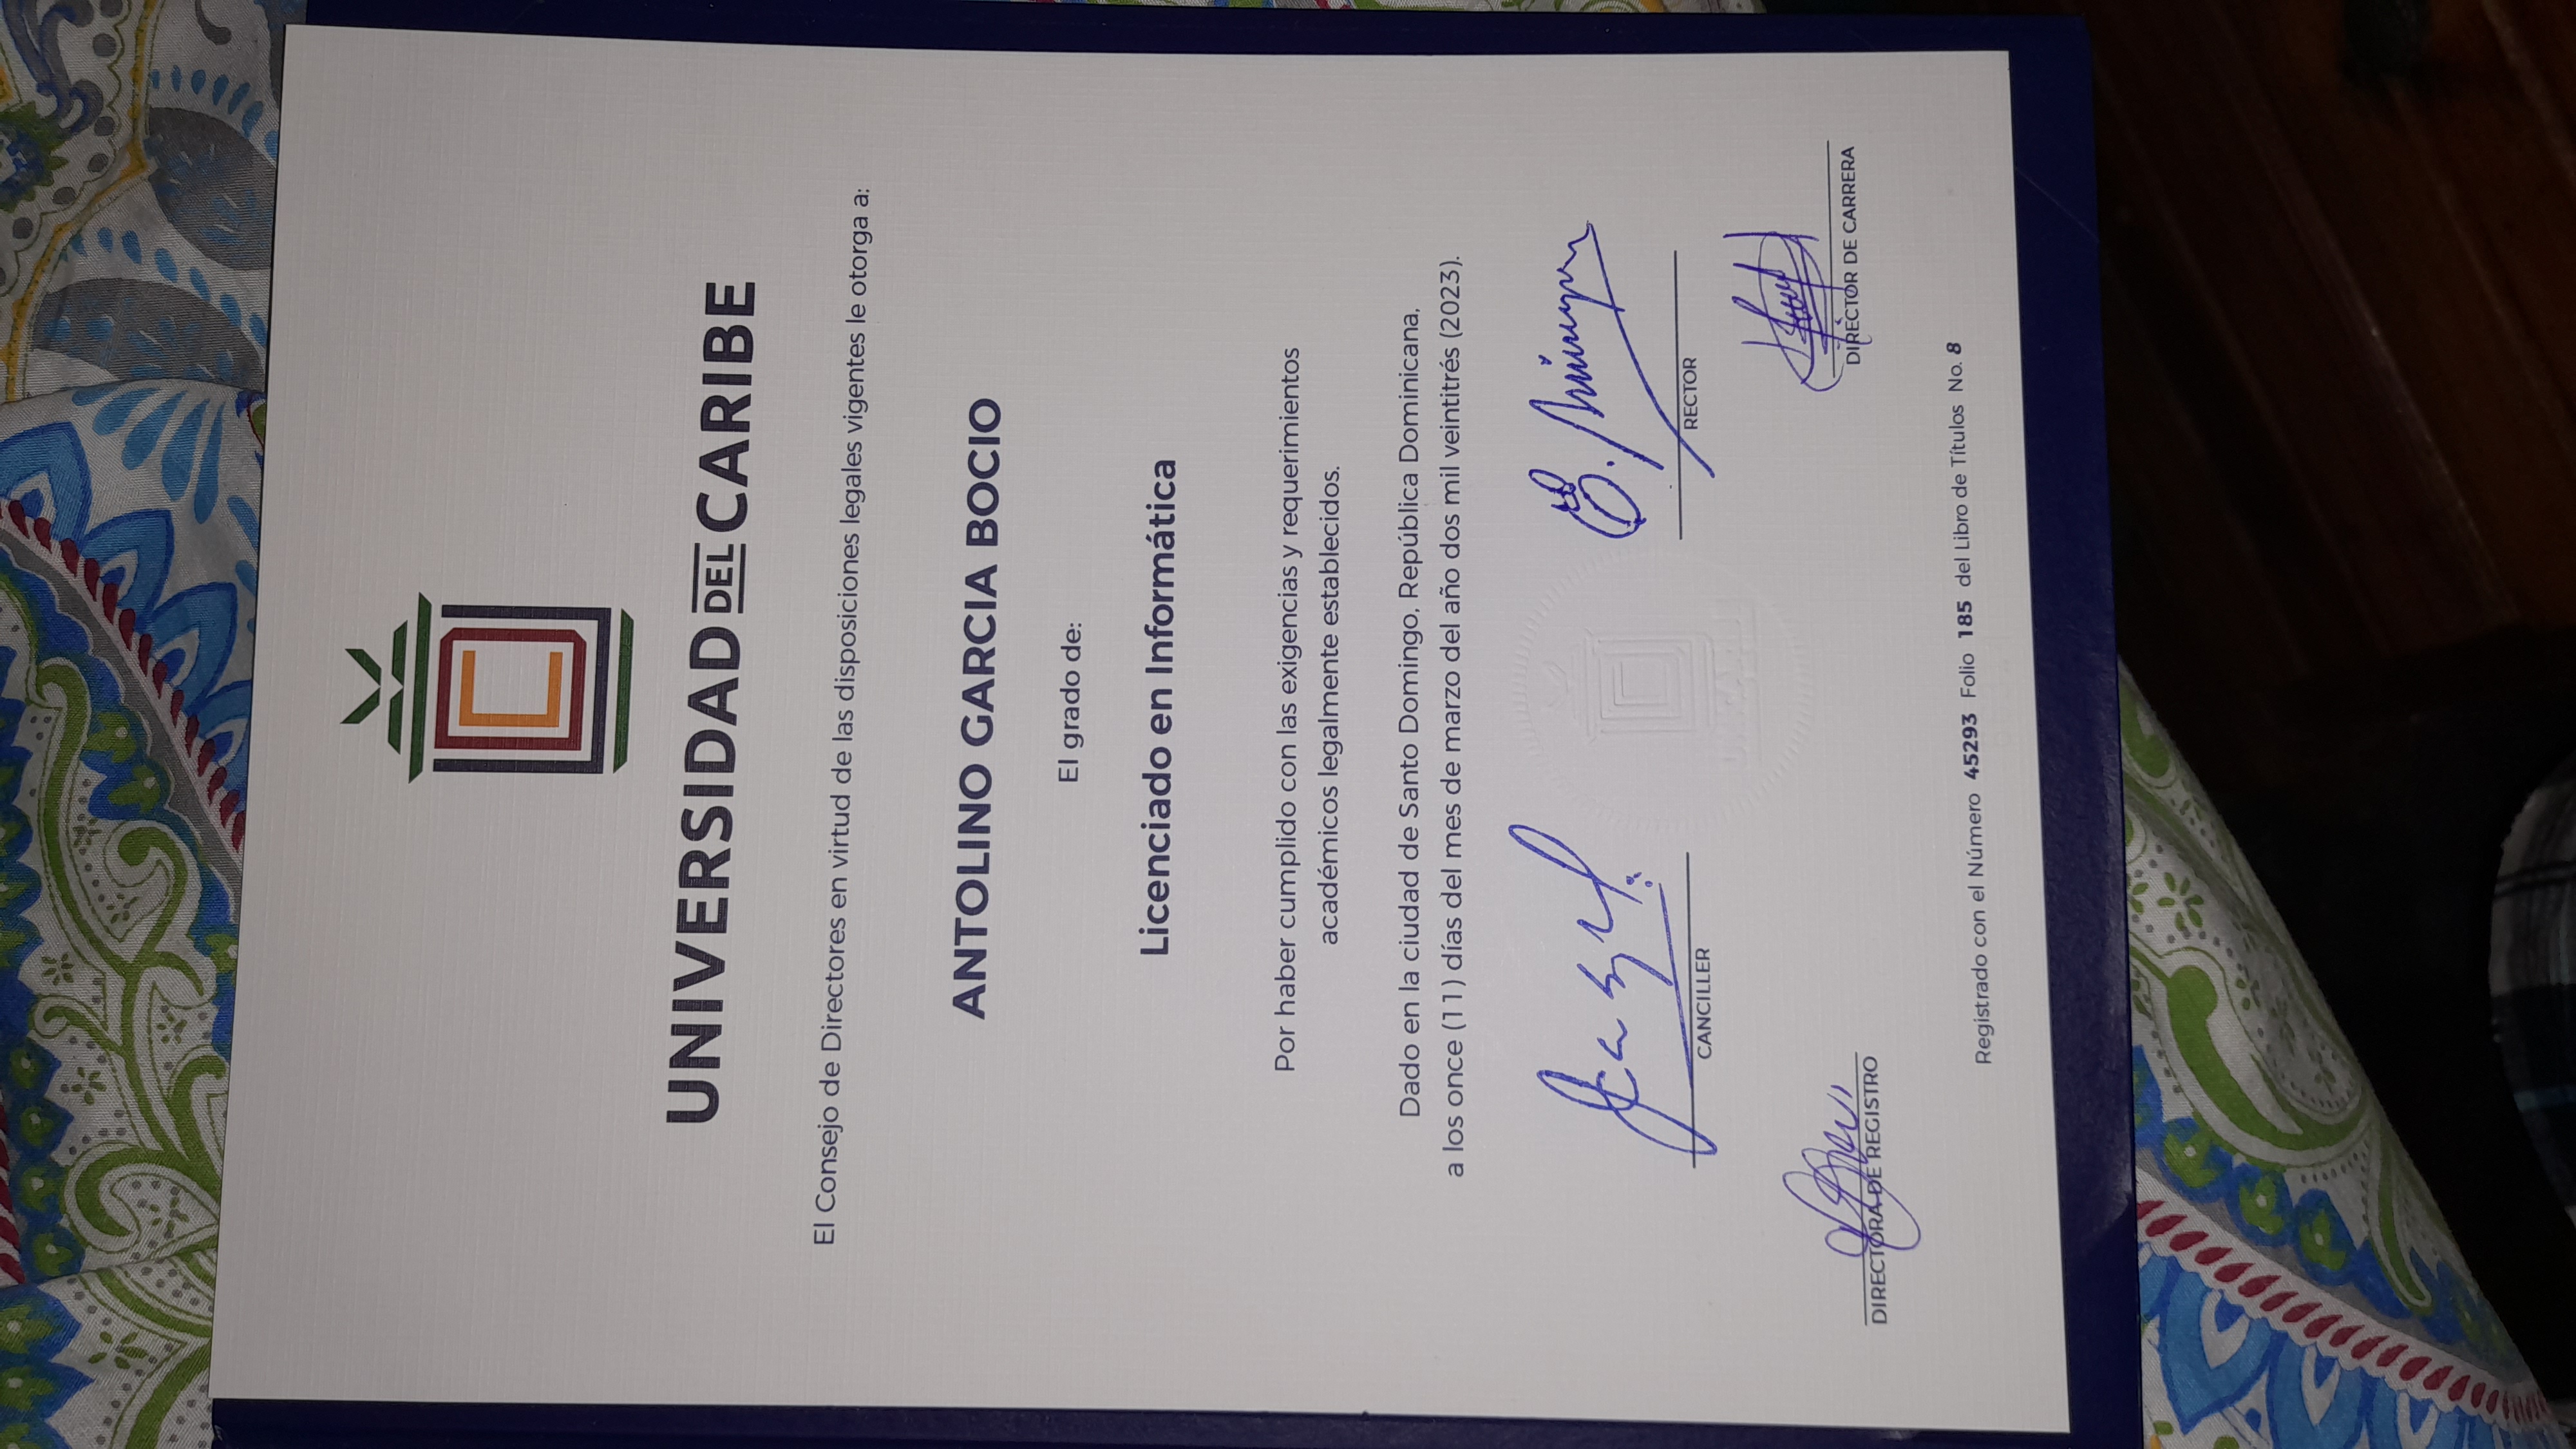 UNIVERSIDAD DEL CARIBE
El Consejo de Directores en virtud de las disposiciones legales vigentes le otorga a:
ANTOLINO GARCIA BOCIO
El grado de:
Licenciado en Informática
Por haber cumplido con las exigencias y requerimientos
académicos legalmente establecidos.
Dado en la ciudad de Santo Domingo, República Dominicana,
a los once (11) días del mes de marzo del año dos mil veintitrés (2023).
CANCILLER
RECTOR
DIRECTORA DE REGISTRO
DIRECTOR DE CARRERA
Registrado con el Número 45293 Folio 185 del Libro de Títulos No. 8